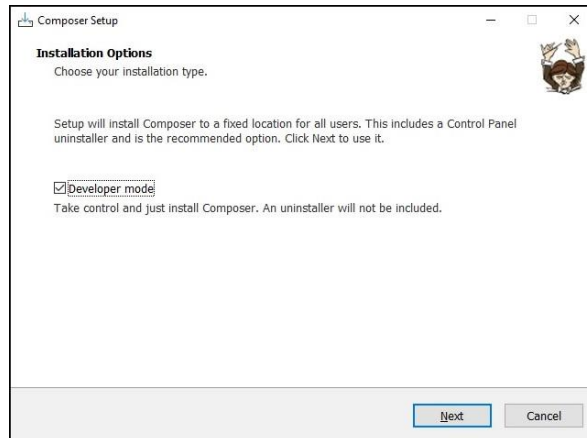 Composer Setup
Installation Options
Choose your installation type.
Setup will install Composer to a fixed location for all users. This includes a Control Panel
uninstaller and is the recommended option. Click Next to use it.
Developer mode
Take control and just install Composer. An uninstaller will not be included.
Next
Cancel